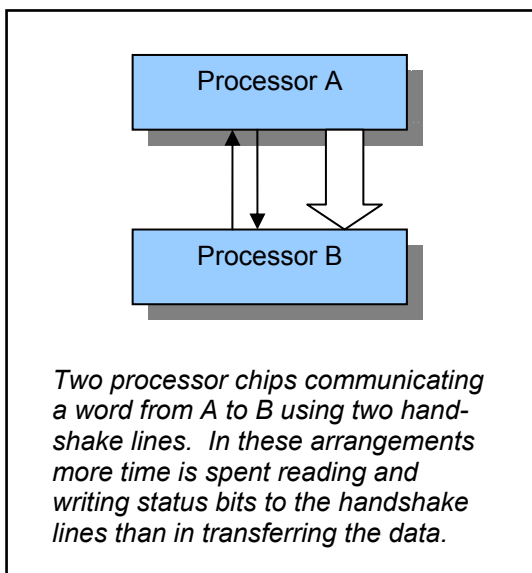 Processor A
Processor B
Two processor chips communicating
a word from A to B using two hand-
shake lines.  In these arrangements
more time is spent reading and
writing status bits to the handshake
lines than in transferring the data.